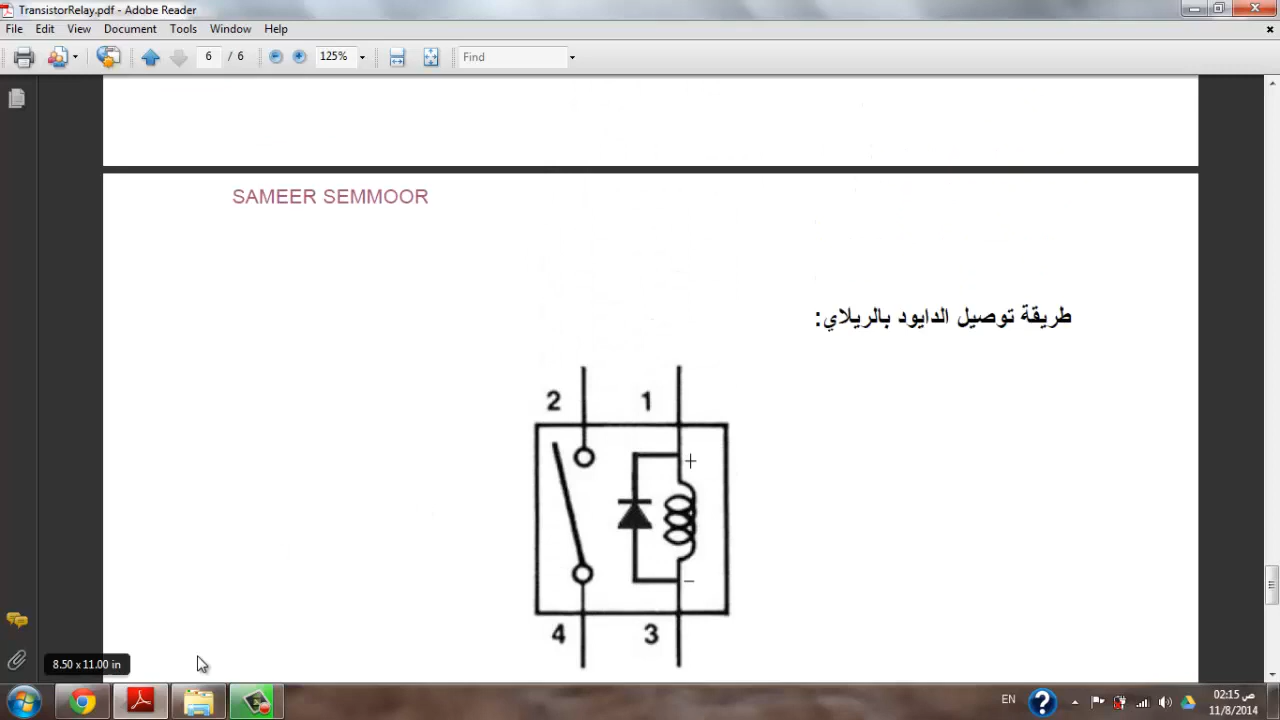 TransistorRelay.pdf - Adobe Reader
File Edit View Document Tools Window Help
6 / 6 125% Find
SAMEER SEMMOOR
طريقة توصيل الدايود بالريلاي:
2 1
+
−
4 3
8.50 x 11.00 in
EN
02:15 ص
11/8/2014